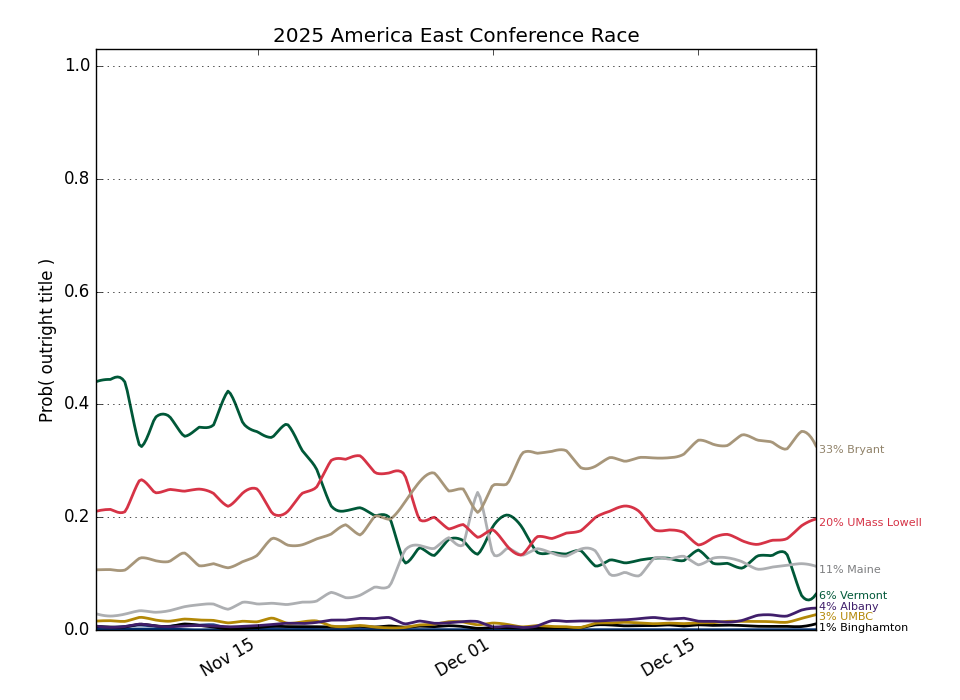 2025 America East Conference Race
1.0
0.8
0.6
0.4
0.2
0.0
Prob( outright title )
Nov 15
Dec 01
Dec 15
33% Bryant
20% UMass Lowell
11% Maine
6% Vermont
4% Albany
3% UMBC
1% Binghamton